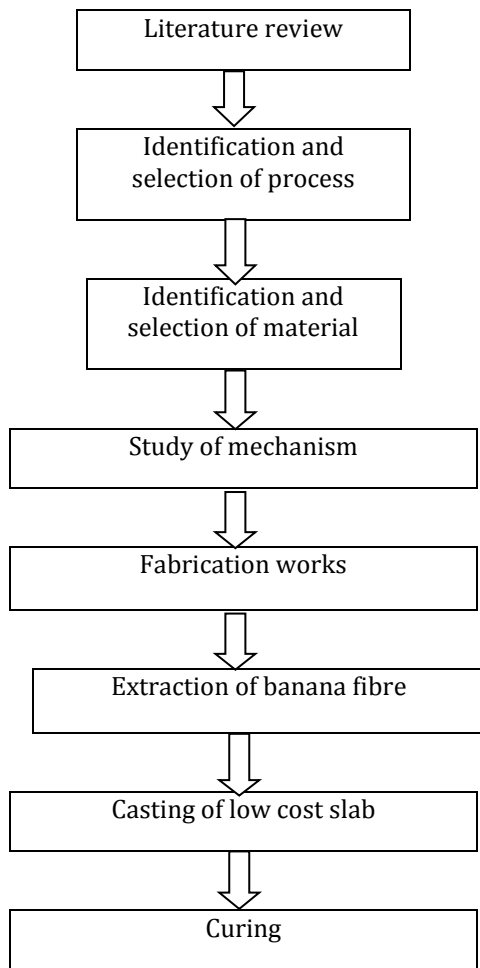 Literature review
Identification and
selection of process
Identification and
selection of material
Study of mechanism
Fabrication works
Extraction of banana fibre
Casting of low cost slab
Curing